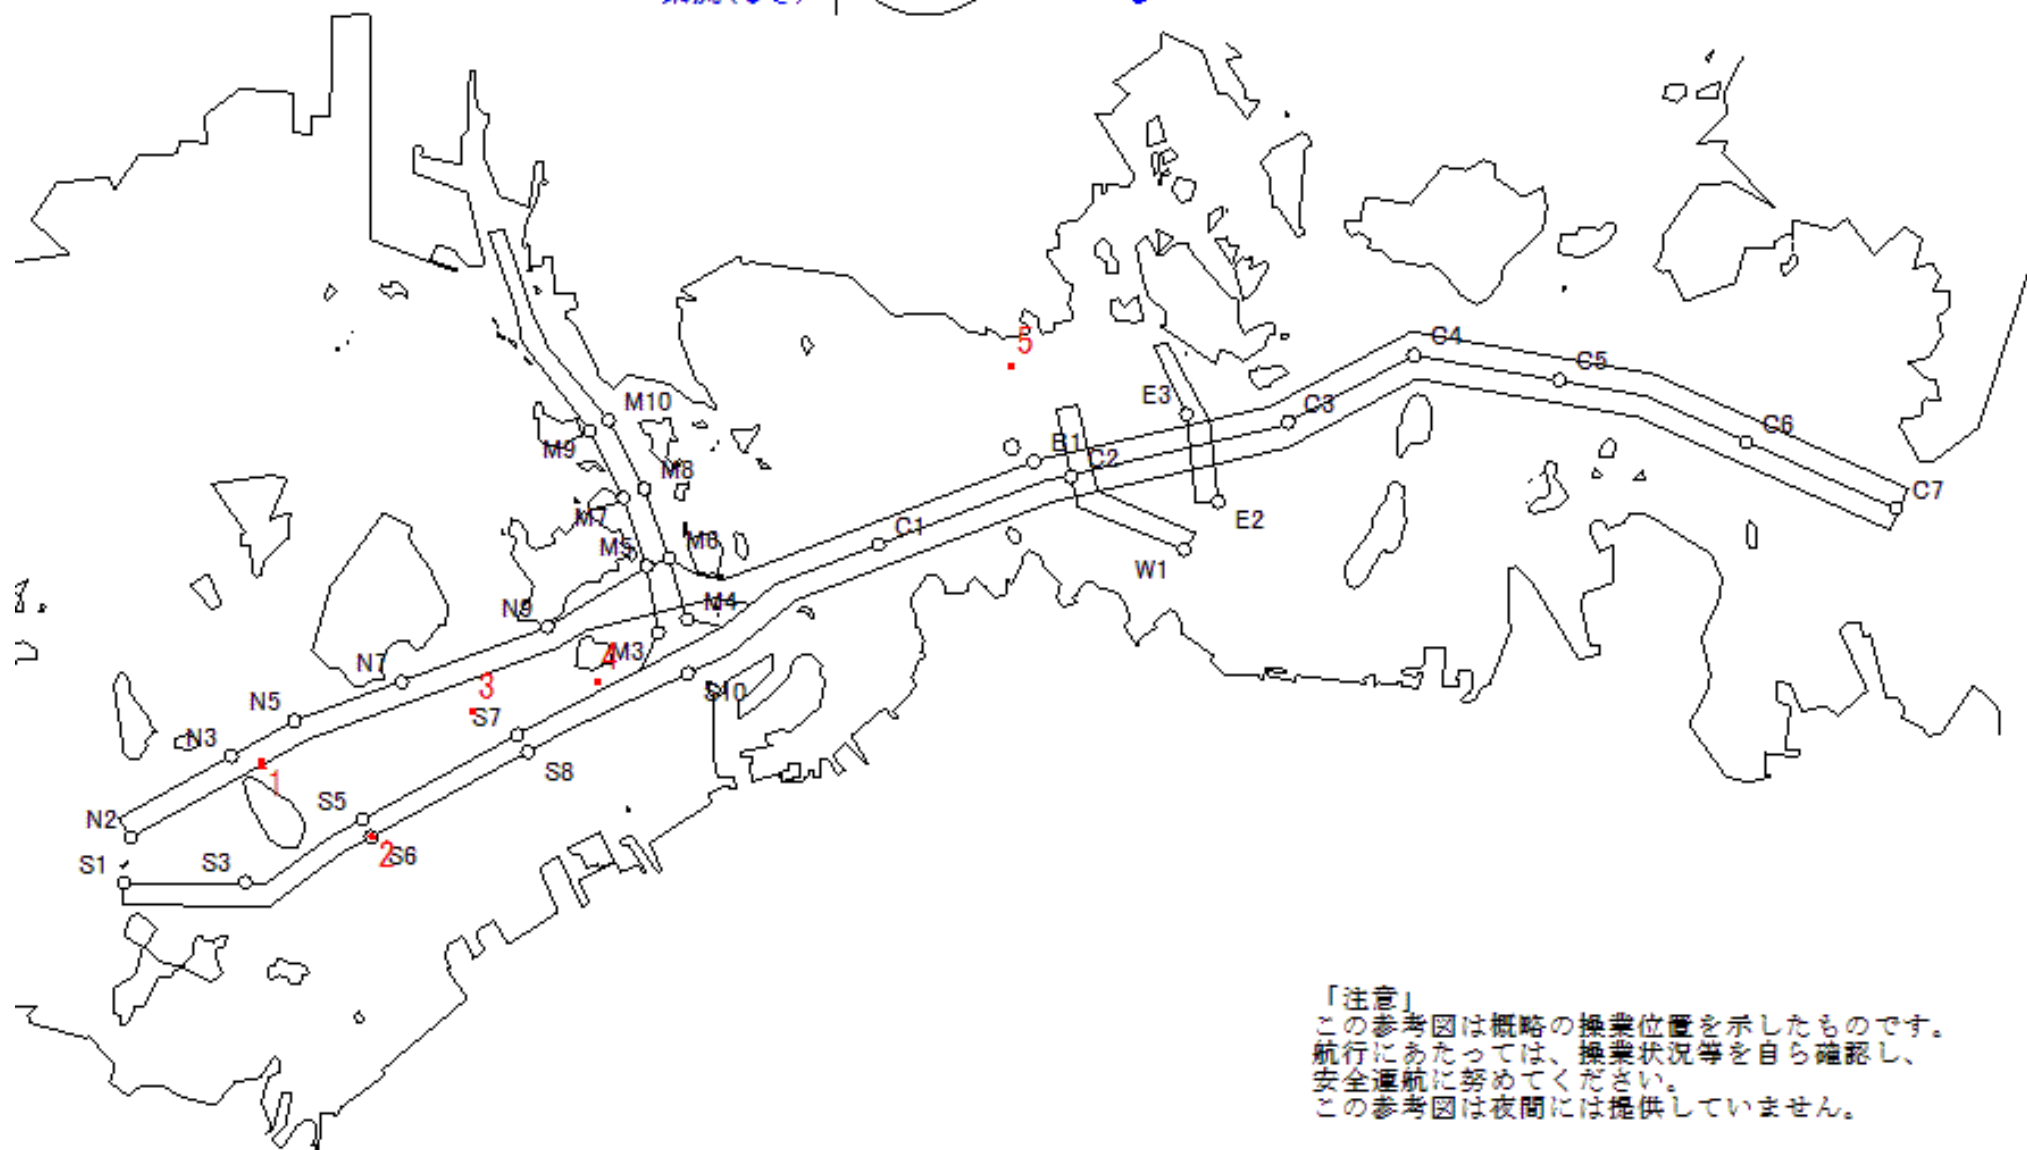 C4
C5
5
E3
M10
C3
C6
B1
M9
C2
M8
C7
M7
E2
C1
M6
M5
W1
N9
M4
M3
4
N7
3
S10
N5
S7
N3
S8
1
S5
N2
2
S6
S1
S3
「注意」
この参考図は概略の操業位置を示したものです。
航行にあたっては、操業状況等を自ら確認し、
安全運航に努めてください。
この参考図は夜間には提供していません。